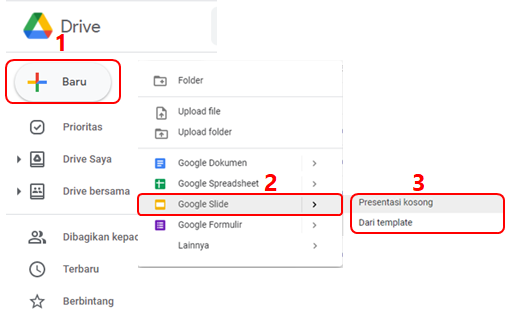 Drive
1
Baru
Prioritas
Drive Saya
Drive bersama
Dibagikan kepac
Terbaru
Berbintang
Folder
Upload file
Upload folder
Google Dokumen
2
Google Spreadsheet
Google Slide
Google Formulir
Lainnya
3
Presentasi kosong
Dari template